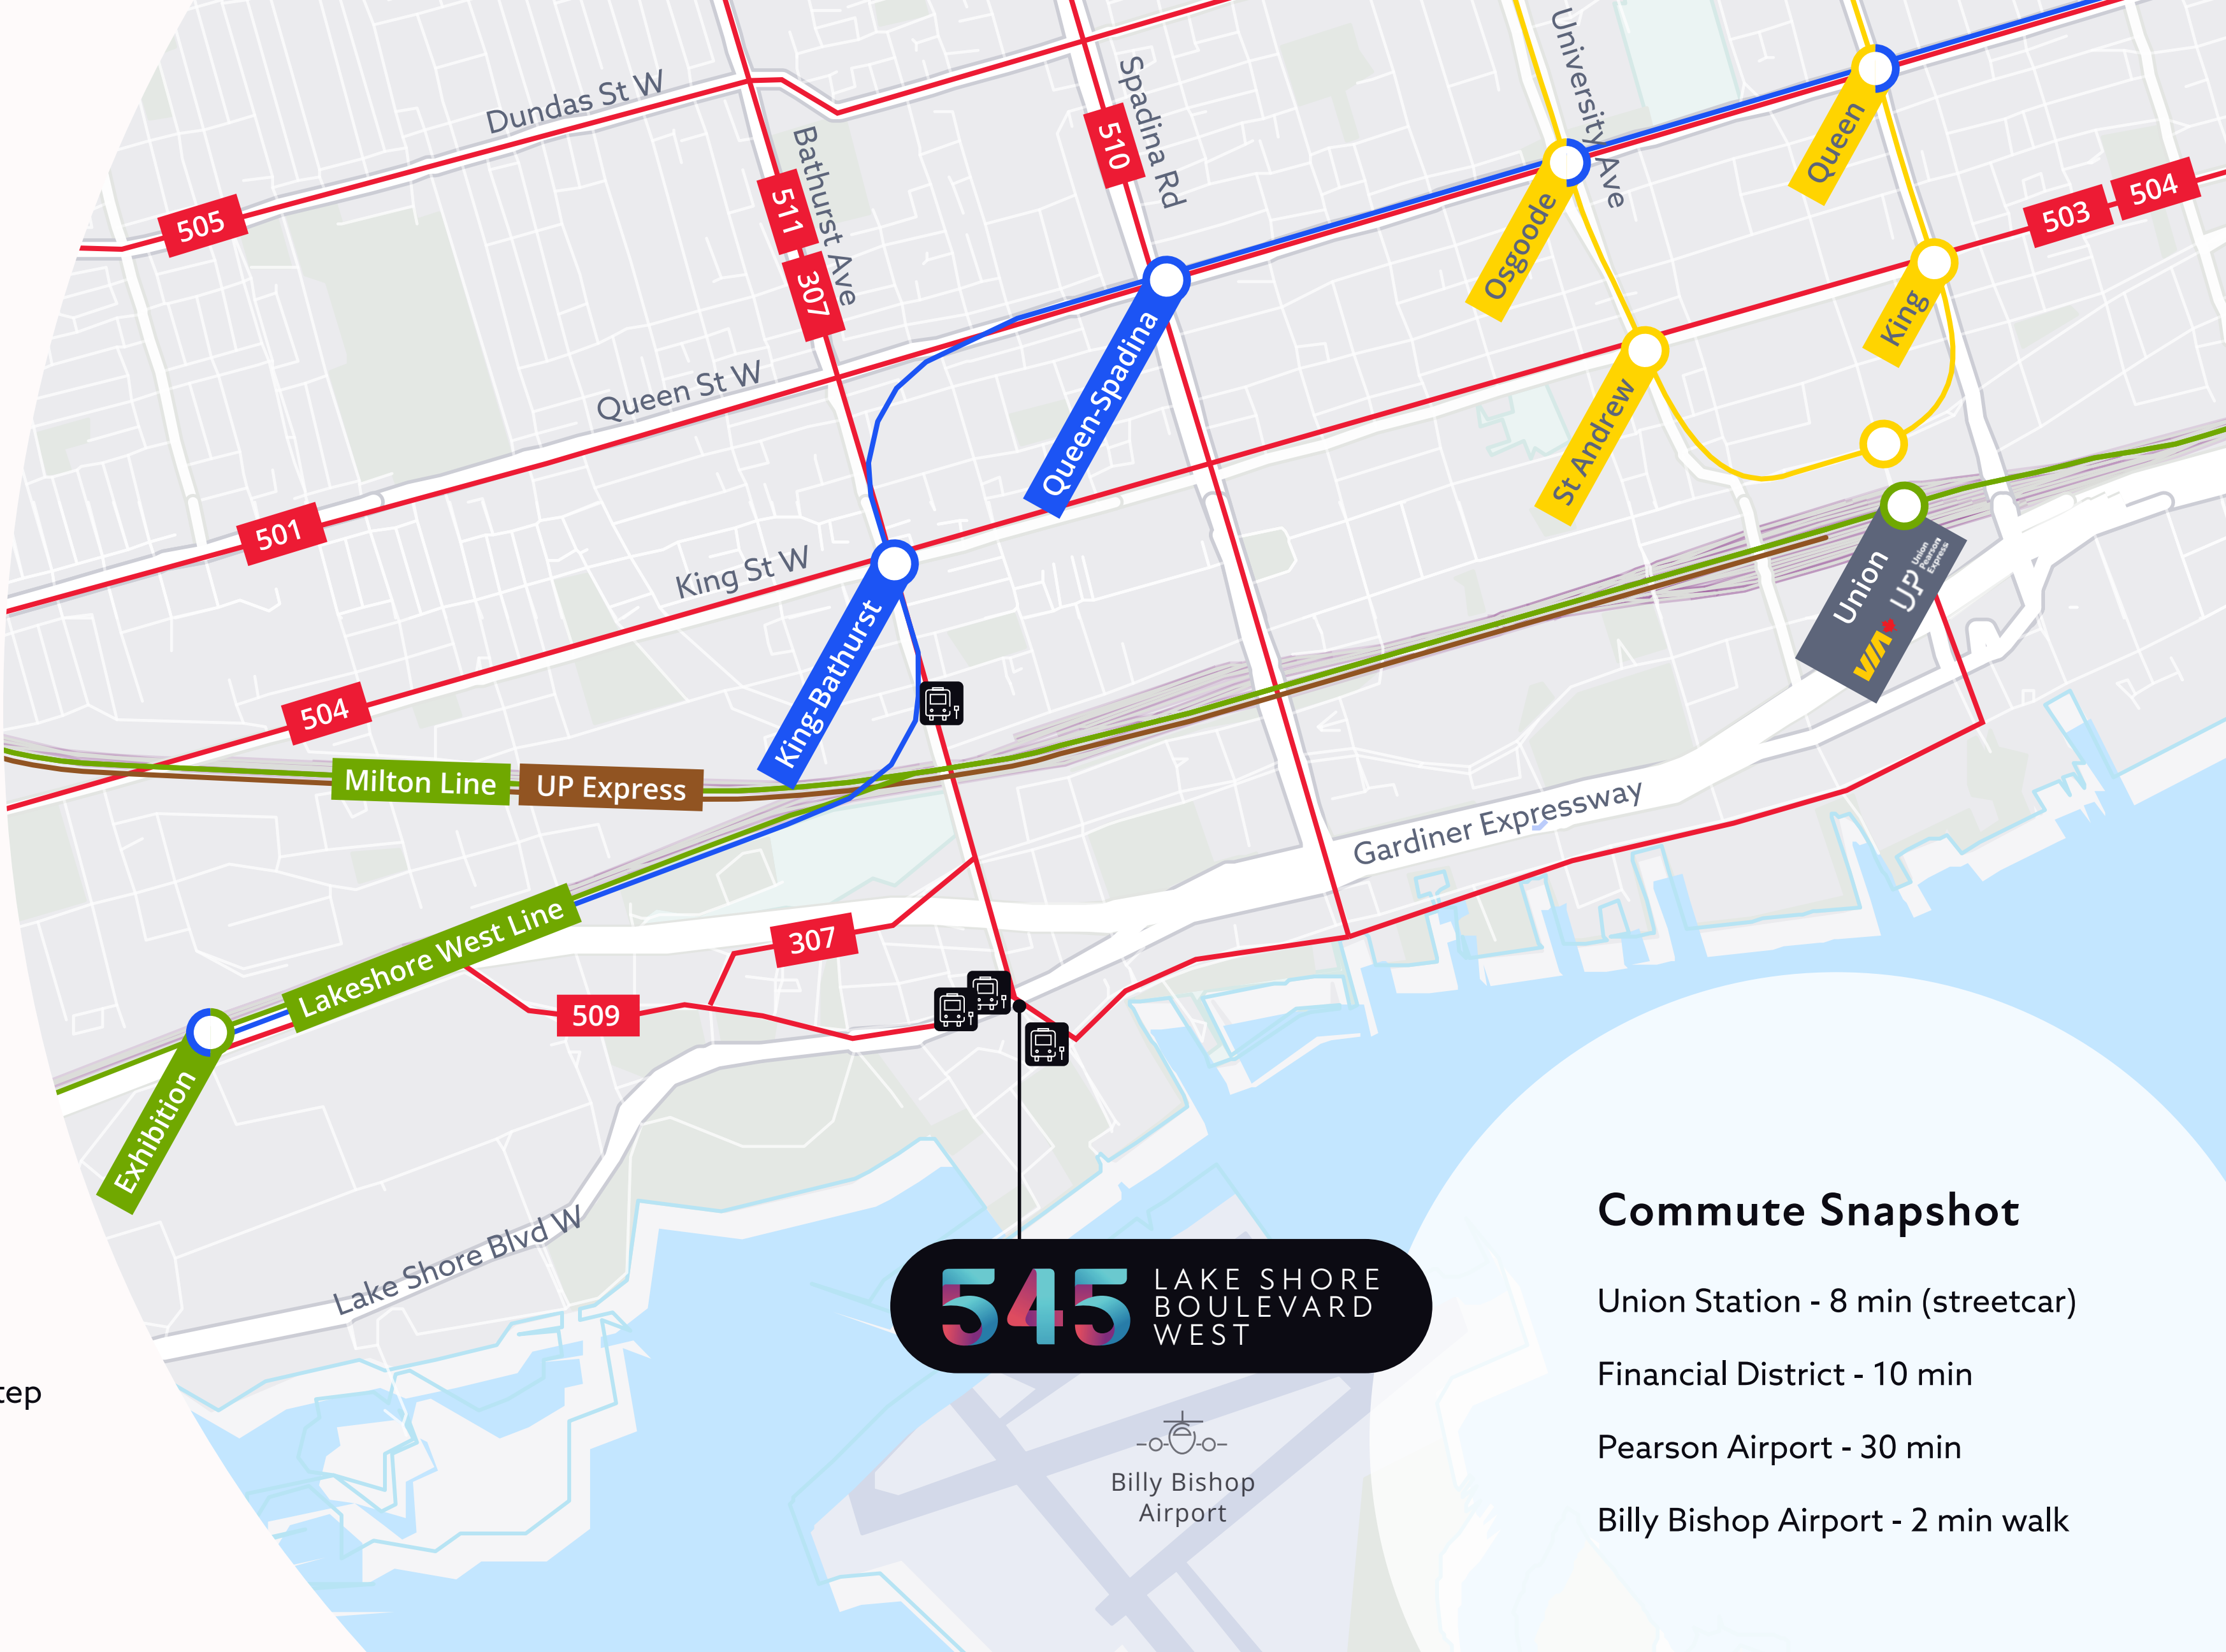 Dundas St W
Bathurst Ave
Spadina Rd
University Ave
505
511
307
510
Queen
Osgoode
503
504
King
Queen St W
Queen-Spadina
St Andrew
501
King St W
King-Bathurst
504
Union
UP
Union
Pearson
Express
VIA
Milton Line
UP Express
Gardiner Expressway
Lakeshore West Line
307
509
Exhibition
Lake Shore Blvd W
545
LAKE SHORE
BOULEVARD
WEST
Billy Bishop
Airport
tep
Commute Snapshot
Union Station - 8 min (streetcar)
Financial District - 10 min
Pearson Airport - 30 min
Billy Bishop Airport - 2 min walk